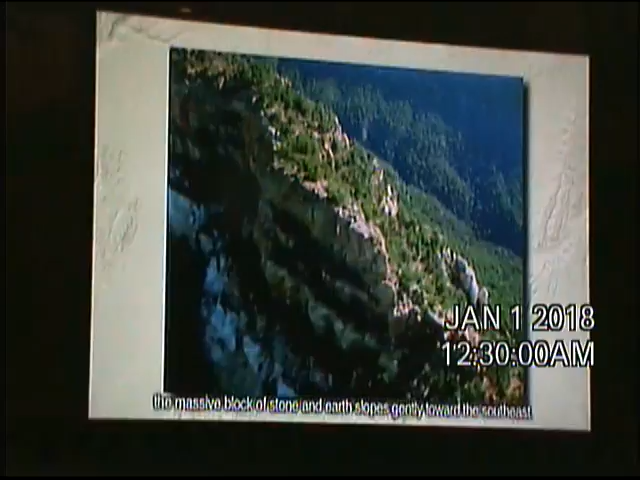 JAN 1 2018
12:30:00AM
the massive block of stone and earth slopes gently toward the southeast